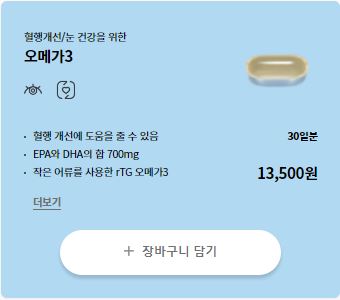 혈행개선/눈 건강을 위한
오메가3
· 혈행 개선에 도움을 줄 수 있음
30일분
· EPA와 DHA의 합 700mg
· 작은 어류를 사용한 rTG 오메가3
13,500원
더보기
+ 장바구니 담기